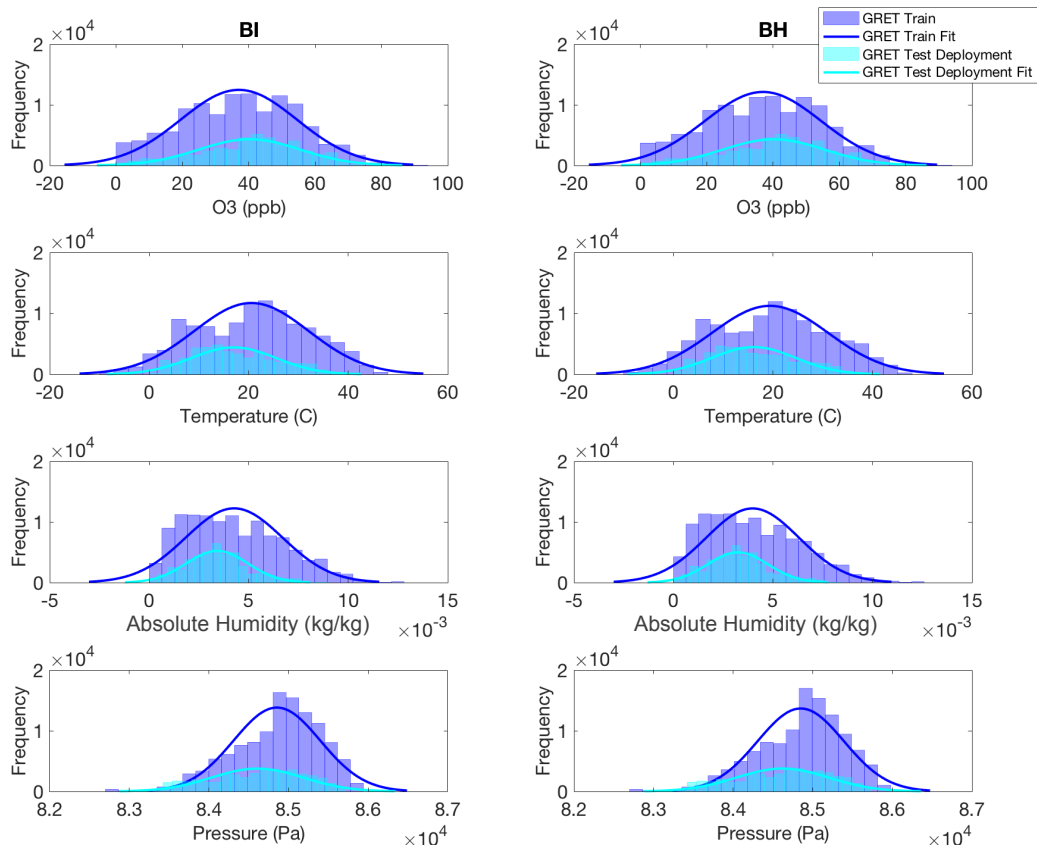 BI
BH
GRET Train
GRET Train Fit
GRET Test Deployment
GRET Test Deployment Fit
×10^4
2
1
0
Frequency
-20 0 20 40 60 80 100
O3 (ppb)
×10^4
2
1
0
Frequency
-20 0 20 40 60 80 100
O3 (ppb)
×10^4
2
1
0
Frequency
-20 0 20 40 60
Temperature (C)
×10^4
2
1
0
Frequency
-20 0 20 40 60
Temperature (C)
×10^4
2
1
0
Frequency
-5 0 5 10 15
Absolute Humidity (kg/kg) ×10^-3
×10^4
2
1
0
Frequency
-5 0 5 10 15
Absolute Humidity (kg/kg) ×10^-3
×10^4
2
1
0
Frequency
8.2 8.3 8.4 8.5 8.6 8.7
Pressure (Pa) ×10^4
×10^4
2
1
0
Frequency
8.2 8.3 8.4 8.5 8.6 8.7
Pressure (Pa) ×10^4